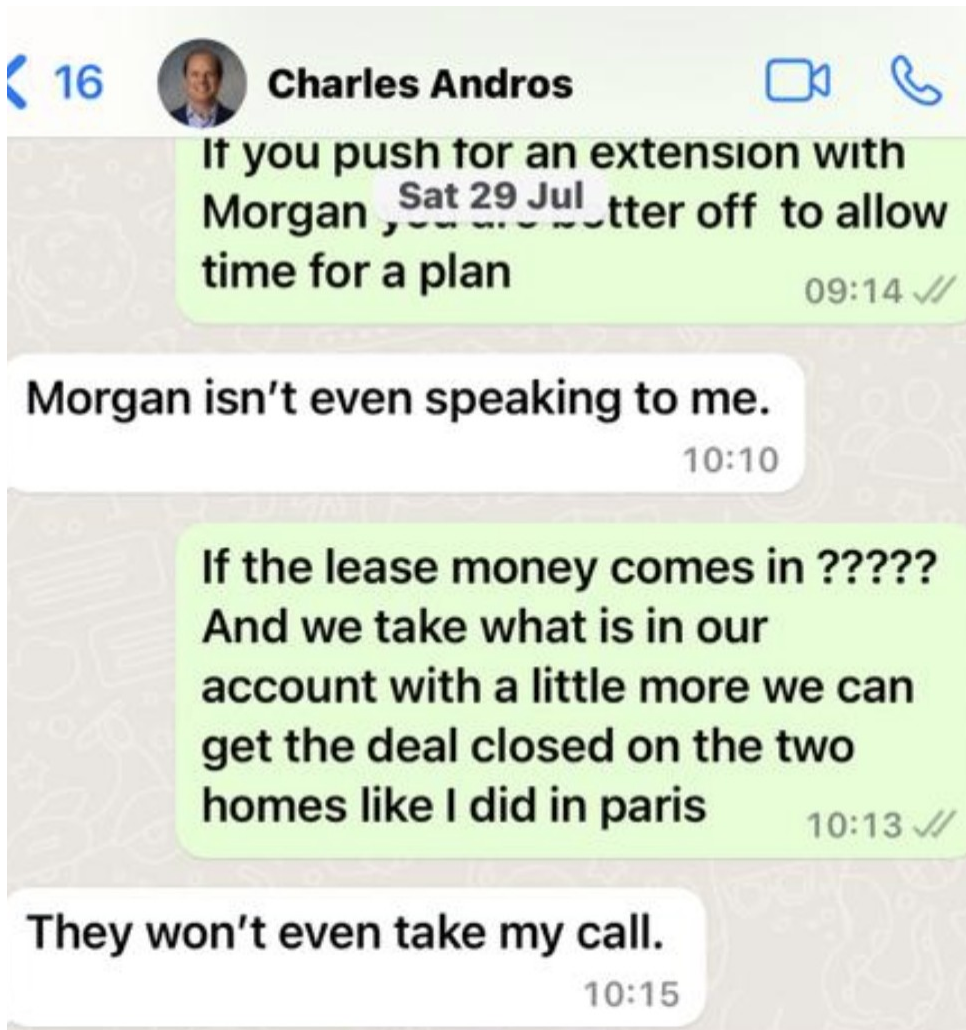 16
Charles Andros
If you push for an extension with
Sat 29 Jul
Morgan tter off to allow
time for a plan
09:14
Morgan isn't even speaking to me.
10:10
If the lease money comes in ?????
And we take what is in our
account with a little more we can
get the deal closed on the two
homes like I did in paris
10:13
They won't even take my call.
10:15